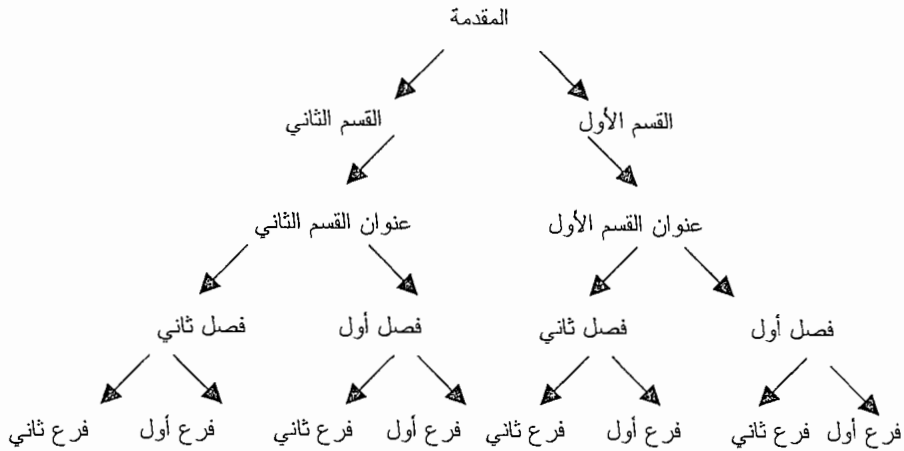 المقدمة
القسم الأول القسم الثاني
عنوان القسم الأول عنوان القسم الثاني
فصل أول فصل ثاني فصل أول فصل ثاني
فرع أول فرع ثاني فرع أول فرع ثاني فرع أول فرع ثاني فرع أول فرع ثاني